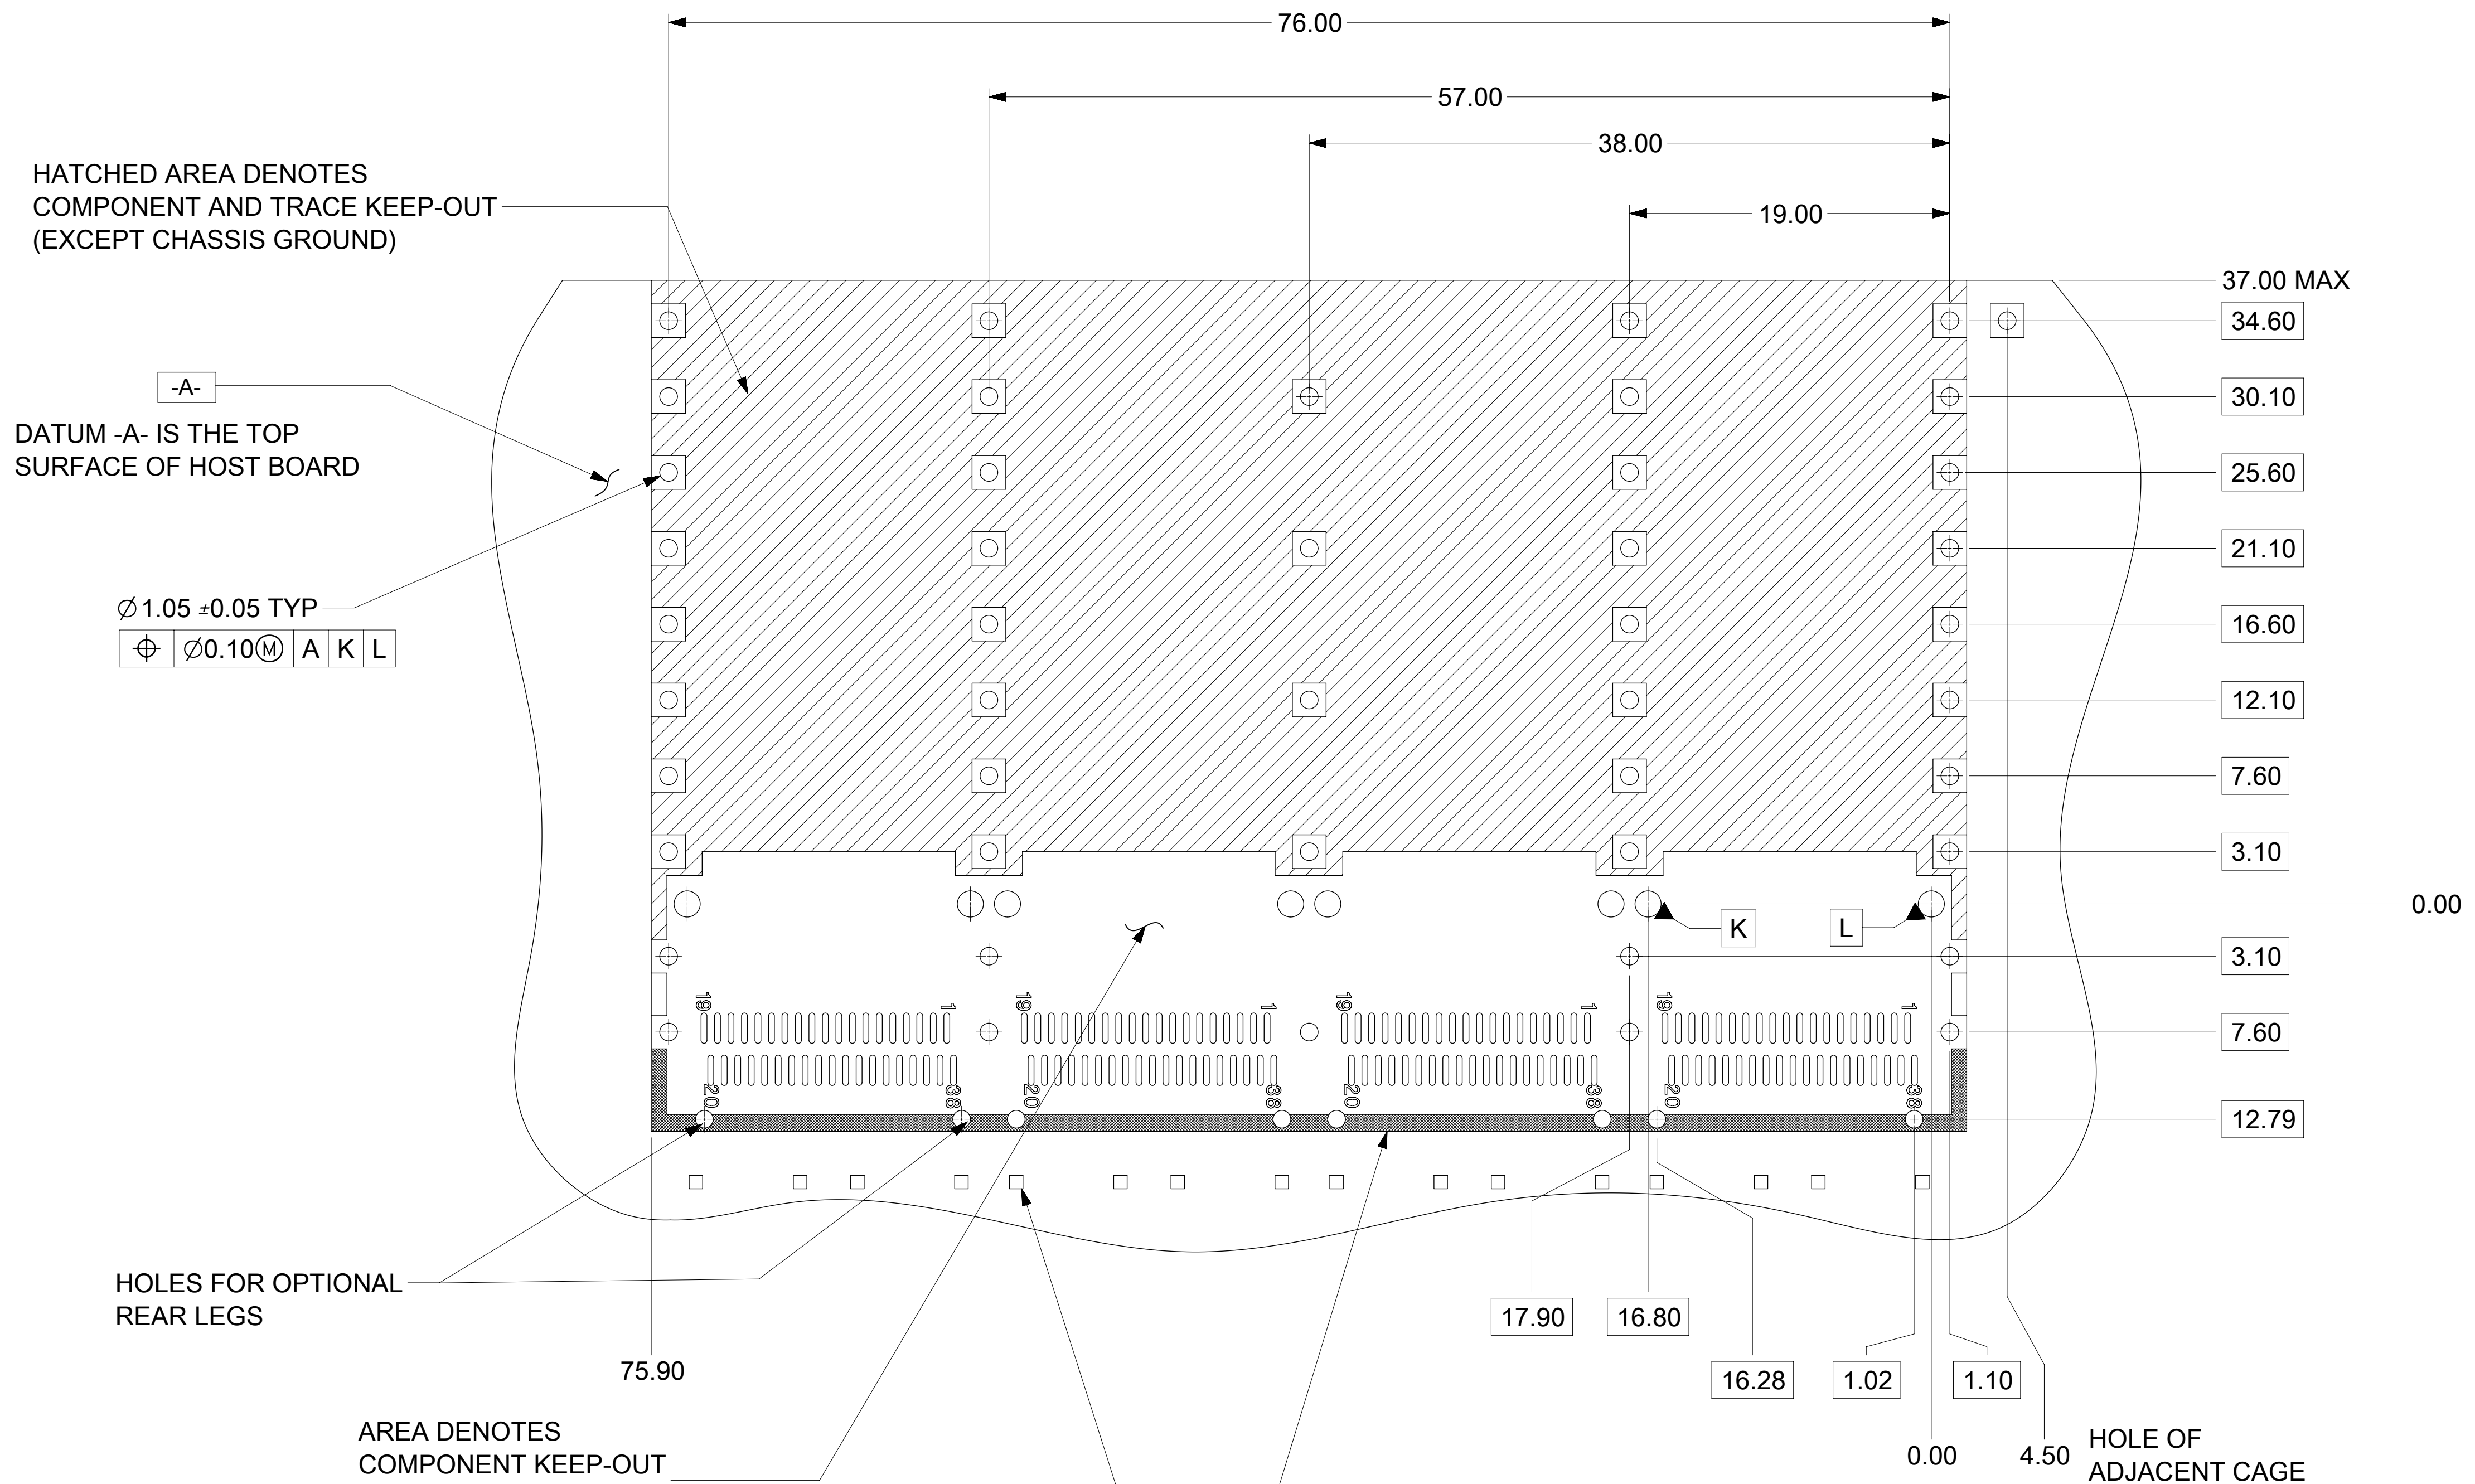 76.00
57.00
38.00
19.00
HATCHED AREA DENOTES
COMPONENT AND TRACE KEEP-OUT
(EXCEPT CHASSIS GROUND)
37.00 MAX
34.60
-A-
30.10
DATUM -A- IS THE TOP
SURFACE OF HOST BOARD
25.60
21.10
∅1.05 ±0.05 TYP
16.60
⌖ ∅0.10Ⓜ A K L
12.10
7.60
3.10
0.00
K L
3.10
19 1 19 1 19 1 19 1
7.60
20 38 20 38 20 38 20 38
12.79
HOLES FOR OPTIONAL
REAR LEGS
17.90 16.80
75.90
16.28 1.02 1.10
AREA DENOTES
COMPONENT KEEP-OUT
0.00 4.50
HOLE OF
ADJACENT CAGE